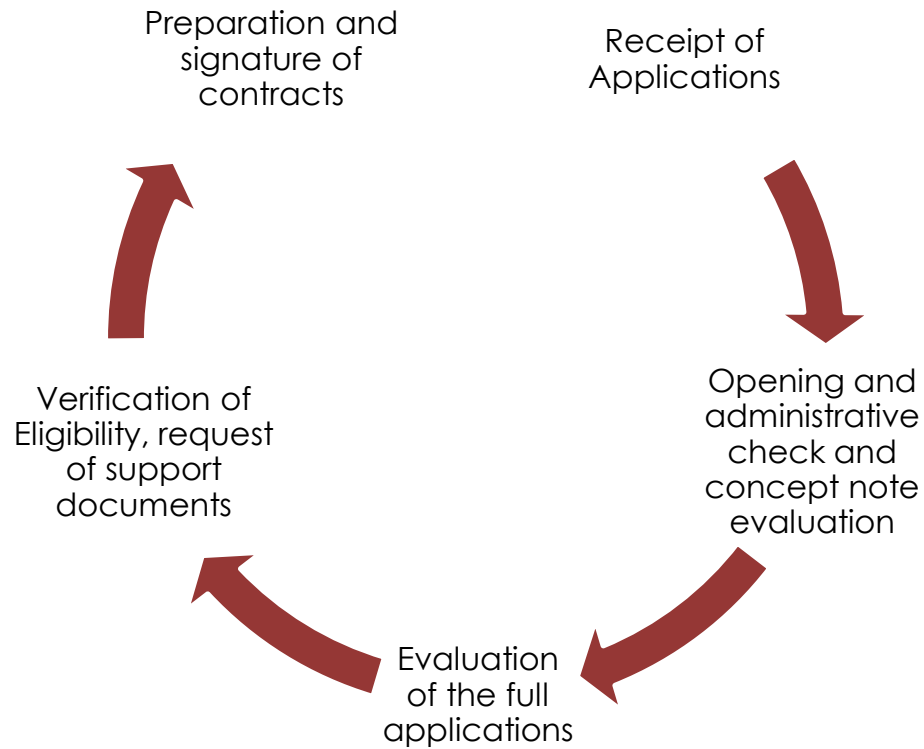 Receipt of
Applications
Opening and
administrative
check and
concept note
evaluation
Evaluation
of the full
applications
Verification of
Eligibility, request
of support
documents
Preparation and
signature of
contracts